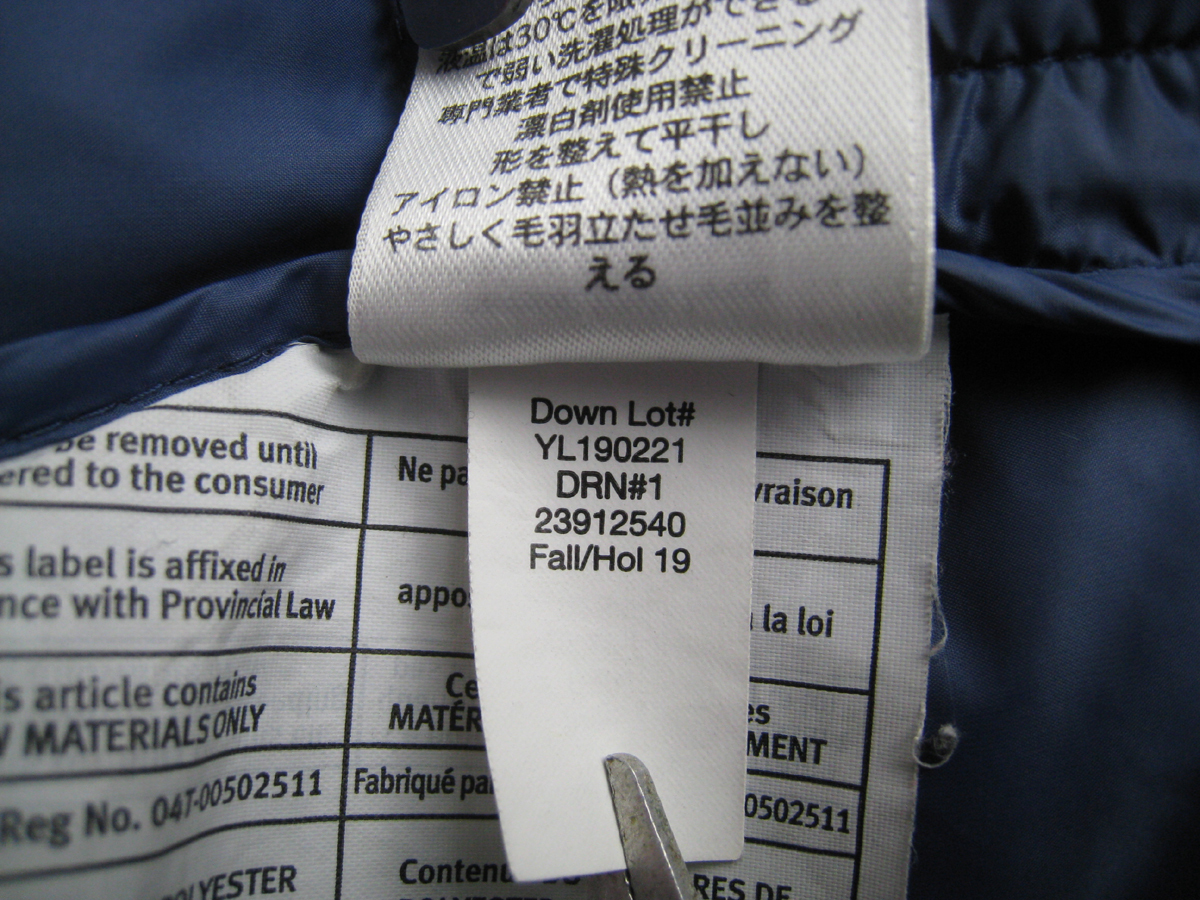 液温は30℃を限
で弱い洗濯処理ができる
専門業者で特殊クリーニング
漂白剤使用禁止
形を整えて平干し
アイロン禁止（熱を加えない）
やさしく毛羽立たせ毛並みを整
える
Down Lot#
YL190221
DRN#1
23912540
Fall/Hol 19
be removed until
ered to the consumer
s label is affixed in
nce with Provincial Law
is article contains
W MATERIALS ONLY
Reg No. 04T-00502511
OLYESTER
Ne pa
vraison
appo
la loi
Ce
es
MATÉR
MENT
Fabriqué par
0502511
Conten
RES DE